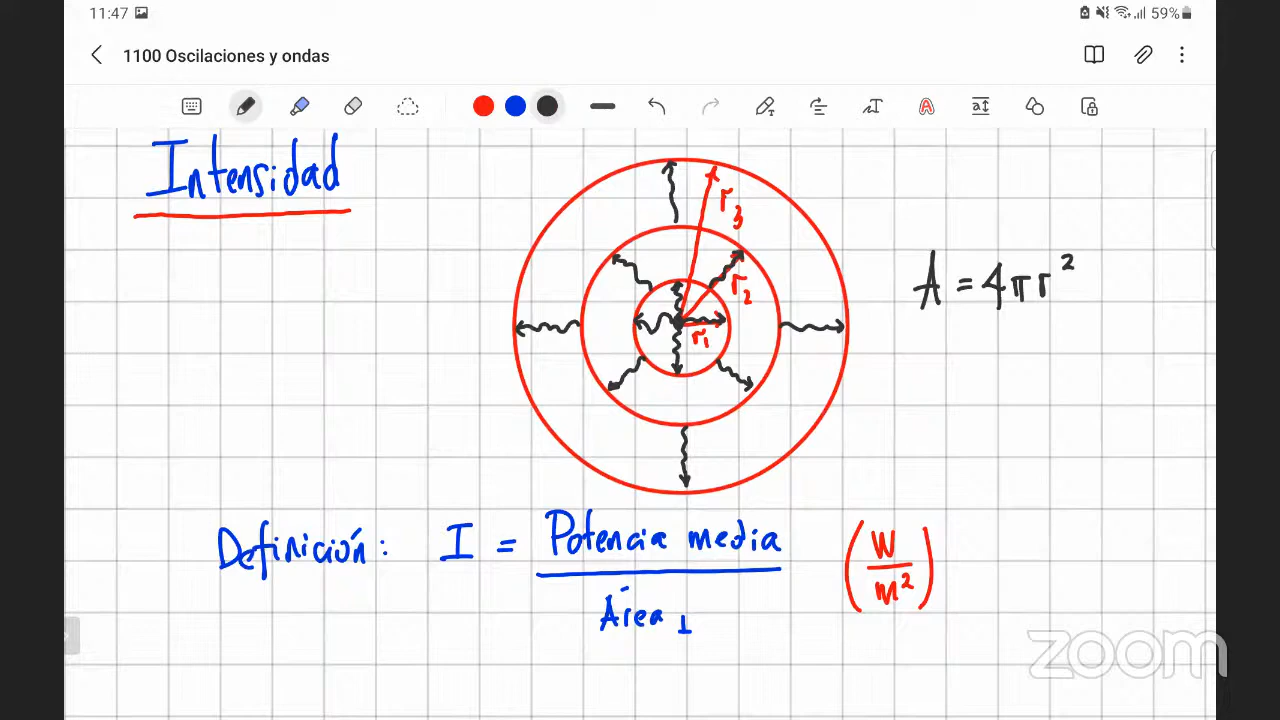 11:47
59%
1100 Oscilaciones y ondas
Intensidad
r₃
r₂
r₁
A = 4πr²
Definición: I = Potencia media / Área ⊥ (W/m²)
zoom